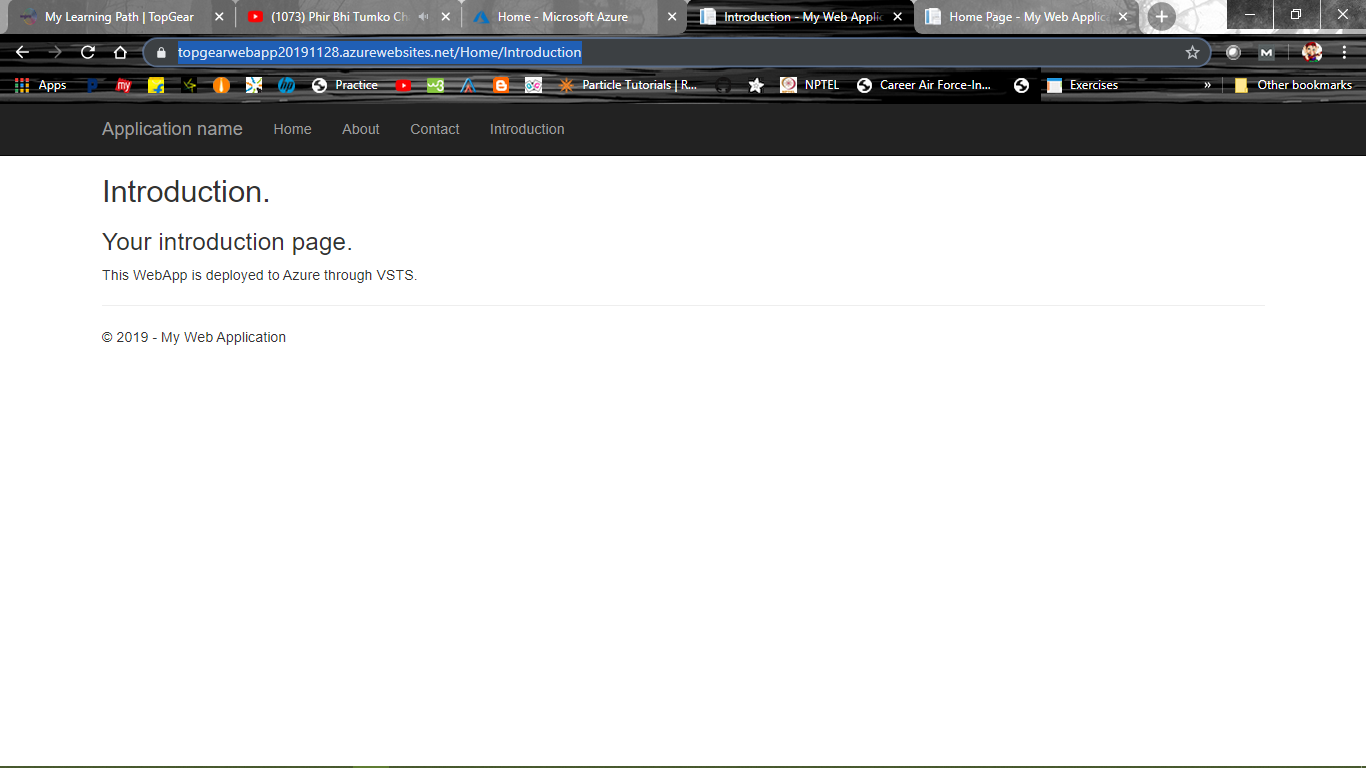 My Learning Path | TopGear
(1073) Phir Bhi Tumko Ch
Home - Microsoft Azure
Introduction - My Web Applic
Home Page - My Web Applic
topgearwebapp20191128.azurewebsites.net/Home/Introduction
Apps
my
hp
Practice
Particle Tutorials | R...
NPTEL
Career Air Force-In...
Exercises
»
Other bookmarks
Application name
Home
About
Contact
Introduction
Introduction.
Your introduction page.
This WebApp is deployed to Azure through VSTS.
© 2019 - My Web Application